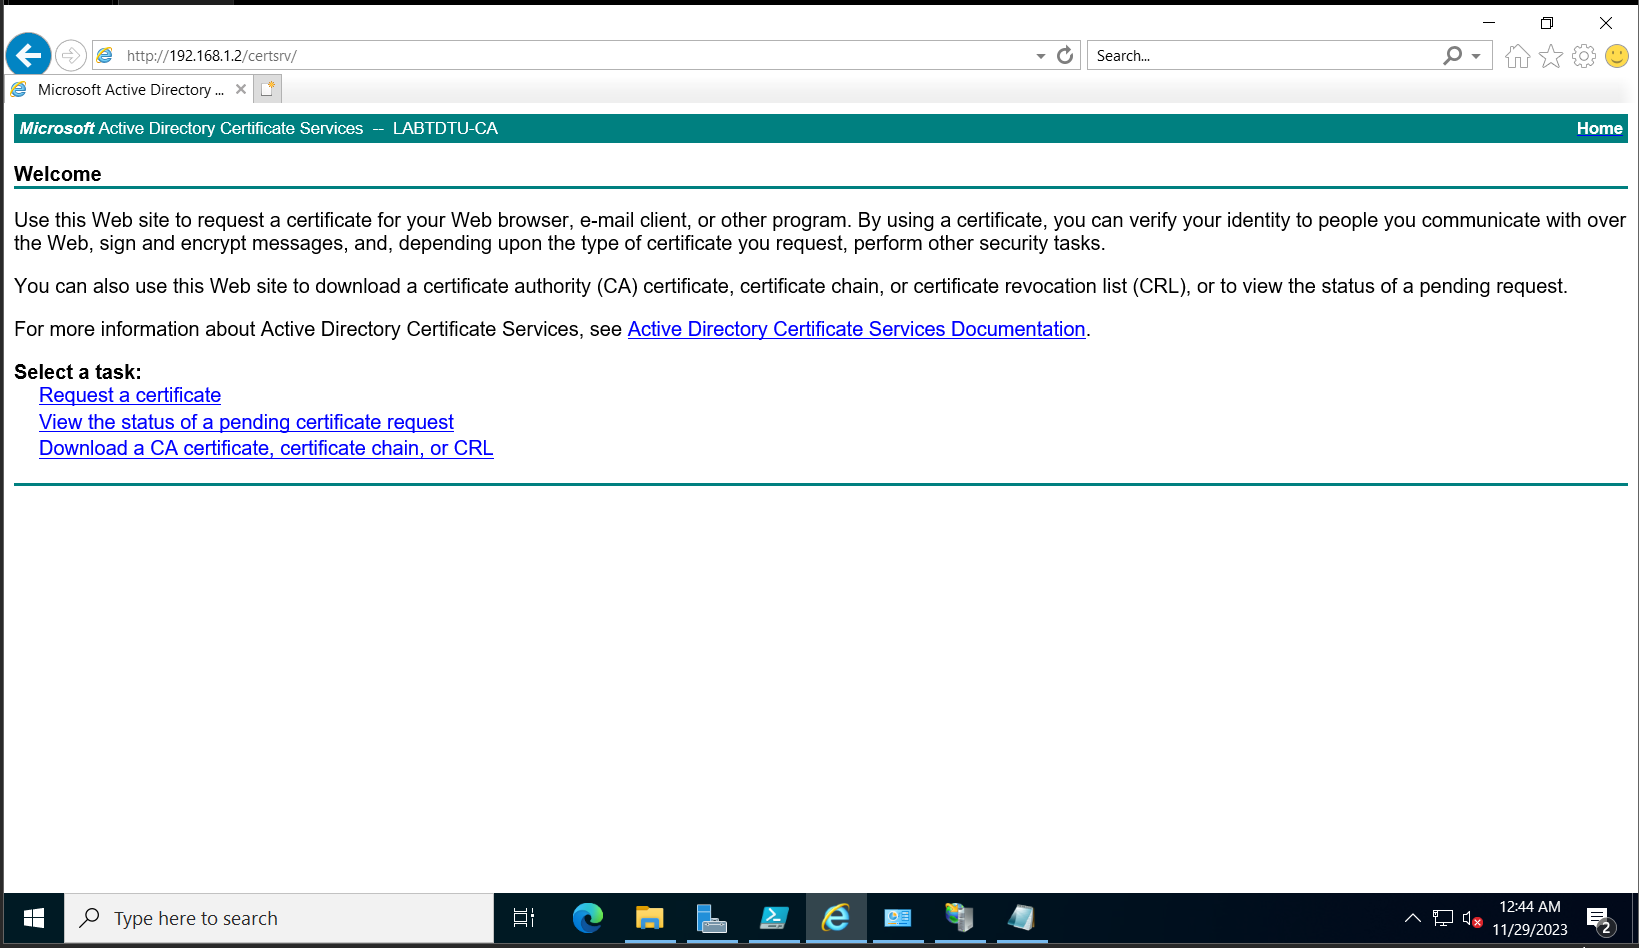 http://192.168.1.2/certsrv/
Search...
Microsoft Active Directory ...
Microsoft Active Directory Certificate Services -- LABTDTU-CA
Home
Welcome
Use this Web site to request a certificate for your Web browser, e-mail client, or other program. By using a certificate, you can verify your identity to people you communicate with over
the Web, sign and encrypt messages, and, depending upon the type of certificate you request, perform other security tasks.
You can also use this Web site to download a certificate authority (CA) certificate, certificate chain, or certificate revocation list (CRL), or to view the status of a pending request.
For more information about Active Directory Certificate Services, see Active Directory Certificate Services Documentation.
Select a task:
Request a certificate
View the status of a pending certificate request
Download a CA certificate, certificate chain, or CRL
Type here to search
12:44 AM
11/29/2023
2